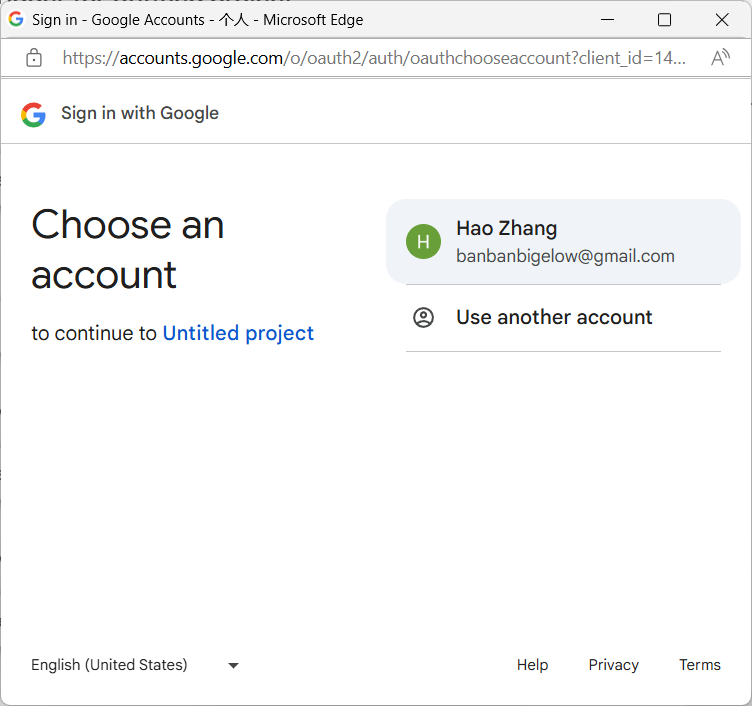 Sign in - Google Accounts - 个人 - Microsoft Edge
https://accounts.google.com/o/oauth2/auth/oauthchooseaccount?client_id=14...
Sign in with Google
Choose an
account
to continue to Untitled project
H
Hao Zhang
banbanbigelow@gmail.com
Use another account
English (United States)
Help
Privacy
Terms